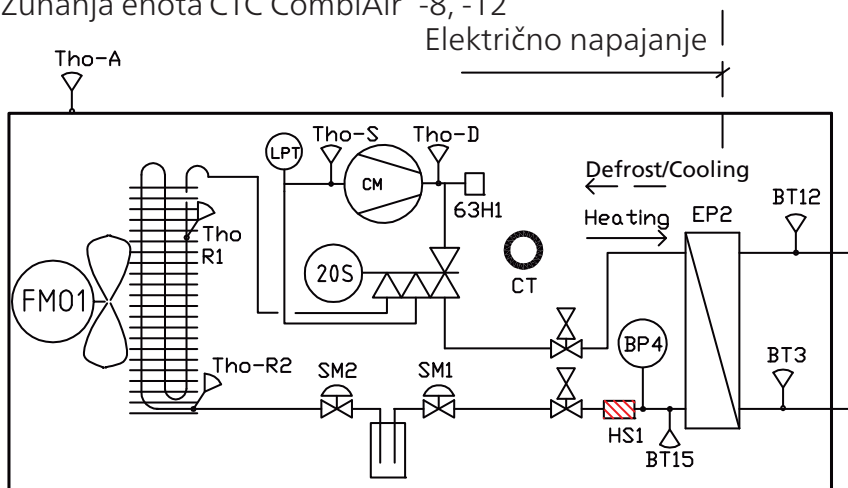 Zunanja enota CTC CombiAir -8, -12
Električno napajanje
Tho-A
LPT
Tho-S
Tho-D
CM
63H1
Defrost/Cooling
Heating
EP2
BT12
Tho
R1
20S
CT
FM01
BP4
BT3
Tho-R2
SM2
SM1
HS1
BT15